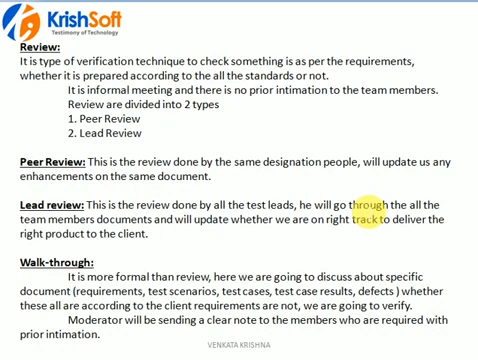 KrishSoft
Testimony of Technology
Review:
It is type of verification technique to check something is as per the requirements,
whether it is prepared according to the all the standards or not.
It is informal meeting and there is no prior intimation to the team members.
Review are divided into 2 types
1. Peer Review
2. Lead Review
Peer Review: This is the review done by the same designation people, will update us any
enhancements on the same document.
Lead review: This is the review done by all the test leads, he will go through the all the
team members documents and will update whether we are on right track to deliver the
right product to the client.
Walk-through:
It is more formal than review, here we are going to discuss about specific
document (requirements, test scenarios, test cases, test case results, defects ) whether
these all are according to the client requirements are not, we are going to verify.
Moderator will be sending a clear note to the members who are required with
prior intimation.
VENKATA KRISHNA